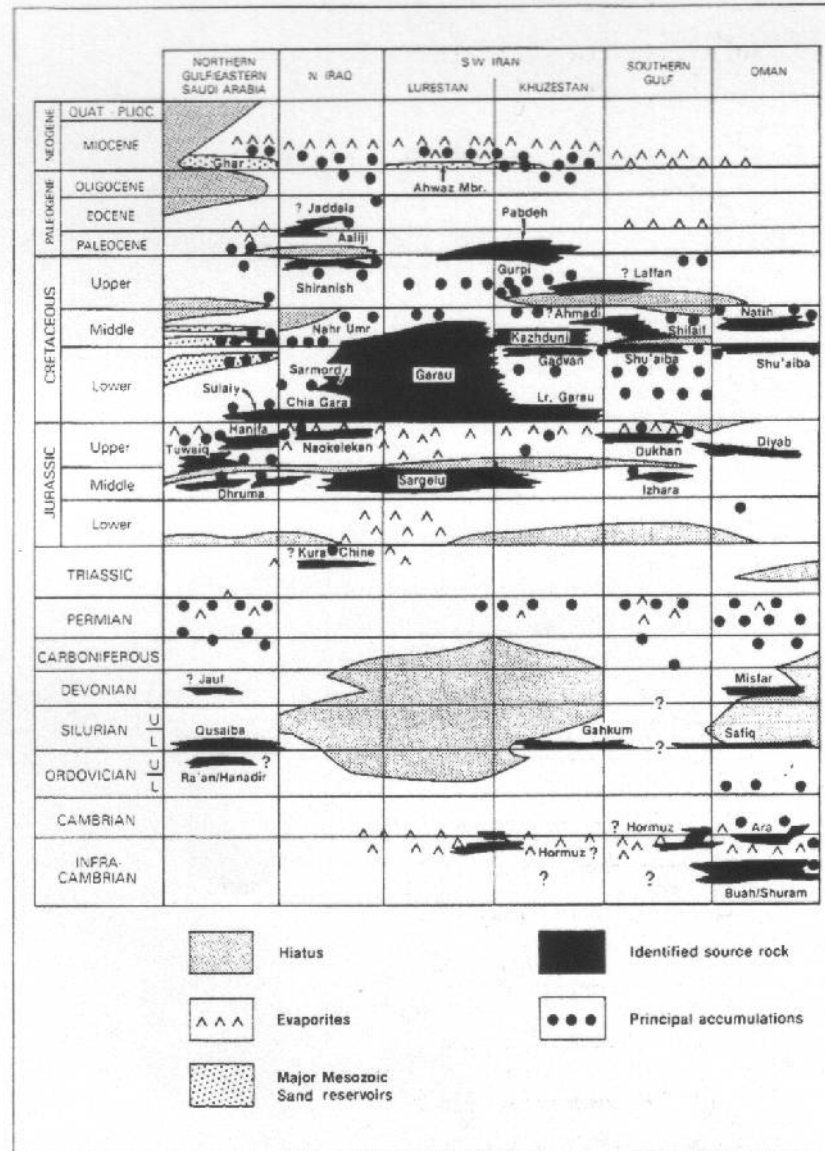 NORTHERN
GULF/EASTERN
SAUDI ARABIA
N IRAQ
S.W. IRAN
LURESTAN
KHUZESTAN
SOUTHERN
GULF
OMAN
NEOGENE
QUAT - PLIOC
MIOCENE
Ghar
Ahwaz Mbr.
PALEOGENE
OLIGOCENE
EOCENE
? Jaddala
Pabdeh
PALEOCENE
Aaliji
CRETACEOUS
Upper
Shiranish
Gurpi
? Laffan
Middle
Nahr Umr
? Ahmadi
Kazhdumi
Shilaif
Natih
Lower
Sulaiy
Sarmord
Chia Gara
Garau
Gadvan
Lr. Garau
Shu'aiba
Shu'aiba
JURASSIC
Upper
Tuwaiq
Hanifa
Naokelekan
Dukhan
Diyab
Middle
Dhruma
Sargelu
Izhara
Lower
TRIASSIC
? Kura Chine
PERMIAN
CARBONIFEROUS
DEVONIAN
? Jauf
?
Misfar
SILURIAN
U
L
Qusaiba
Gahkum
?
Safiq
ORDOVICIAN
U
L
?
Ra'an/Hanadir
CAMBRIAN
? Hormuz
Ara
INFRA-
CAMBRIAN
Hormuz ?
?
?
Buah/Shuram
Hiatus
Identified source rock
Evaporites
Principal accumulations
Major Mesozoic
Sand reservoirs